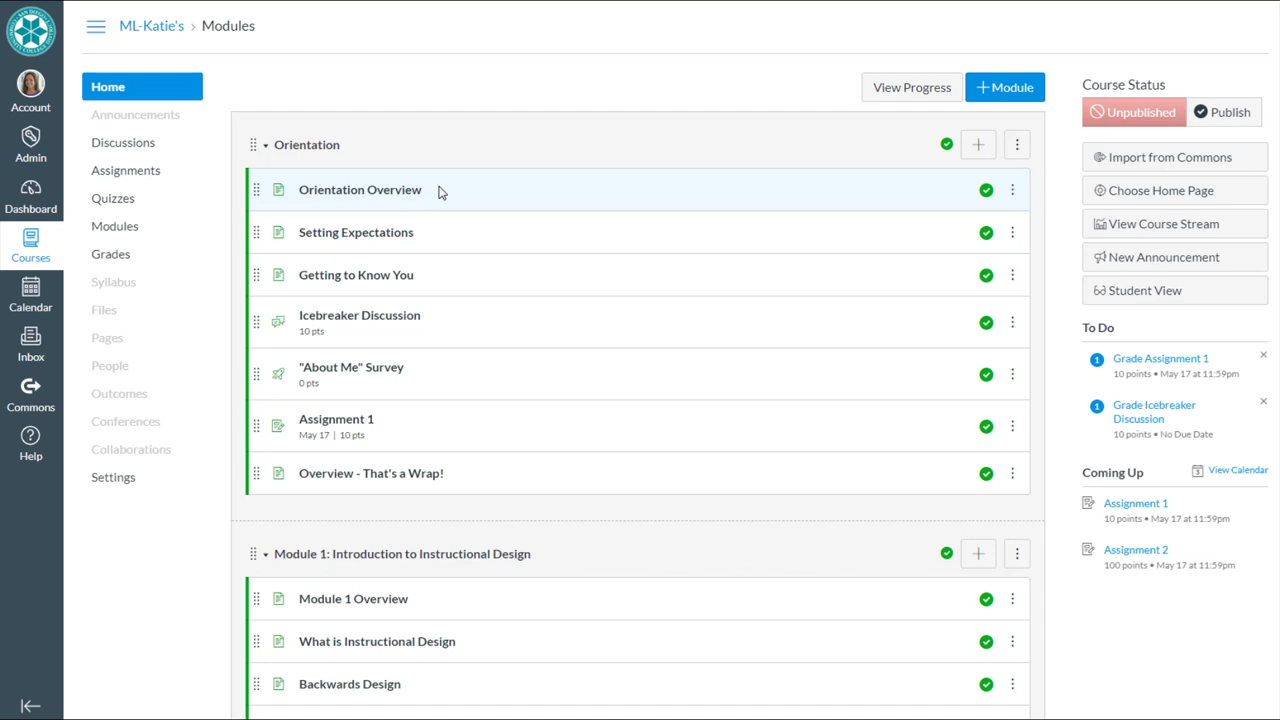 ML-Katie's › Modules
Account
Admin
Dashboard
Courses
Calendar
Inbox
Commons
Help
Home
Announcements
Discussions
Assignments
Quizzes
Modules
Grades
Syllabus
Files
Pages
People
Outcomes
Conferences
Collaborations
Settings
View Progress
+ Module
Orientation
Orientation Overview
Setting Expectations
Getting to Know You
Icebreaker Discussion
10 pts
"About Me" Survey
0 pts
Assignment 1
May 17 | 10 pts
Overview - That's a Wrap!
Module 1: Introduction to Instructional Design
Module 1 Overview
What is Instructional Design
Backwards Design
Course Status
Unpublished
Publish
Import from Commons
Choose Home Page
View Course Stream
New Announcement
Student View
To Do
1 Grade Assignment 1
10 points • May 17 at 11:59pm
1 Grade Icebreaker
Discussion
10 points • No Due Date
Coming Up
View Calendar
Assignment 1
10 points • May 17 at 11:59pm
Assignment 2
100 points • May 17 at 11:59pm